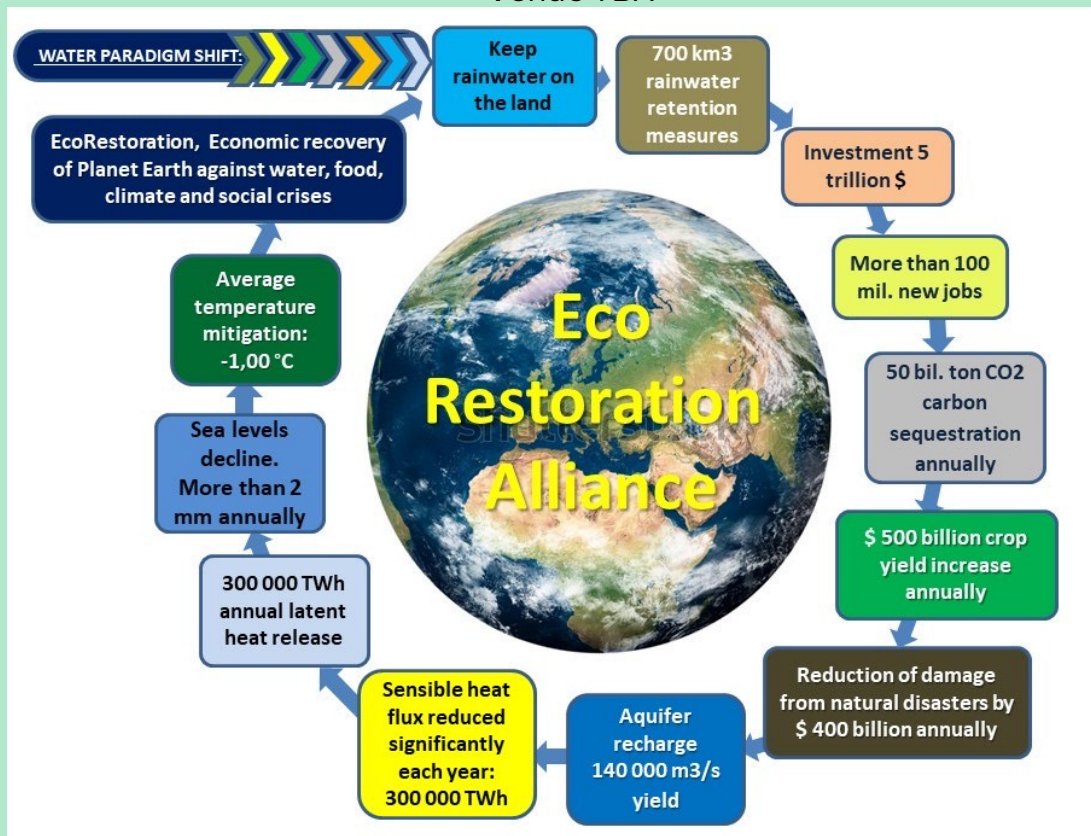 WATER PARADIGM SHIFT:
Keep
rainwater on
the land
700 km3
rainwater
retention
measures
Investment 5
trillion $
More than 100
mil. new jobs
50 bil. ton CO2
carbon
sequestration
annually
$ 500 billion crop
yield increase
annually
Reduction of damage
from natural disasters by
$ 400 billion annually
Aquifer
recharge
140 000 m3/s
yield
Sensible heat
flux reduced
significantly
each year:
300 000 TWh
300 000 TWh
annual latent
heat release
Sea levels
decline.
More than 2
mm annually
Average
temperature
mitigation:
-1,00 °C
EcoRestoration, Economic recovery
of Planet Earth against water, food,
climate and social crises
Eco
Restoration
Alliance